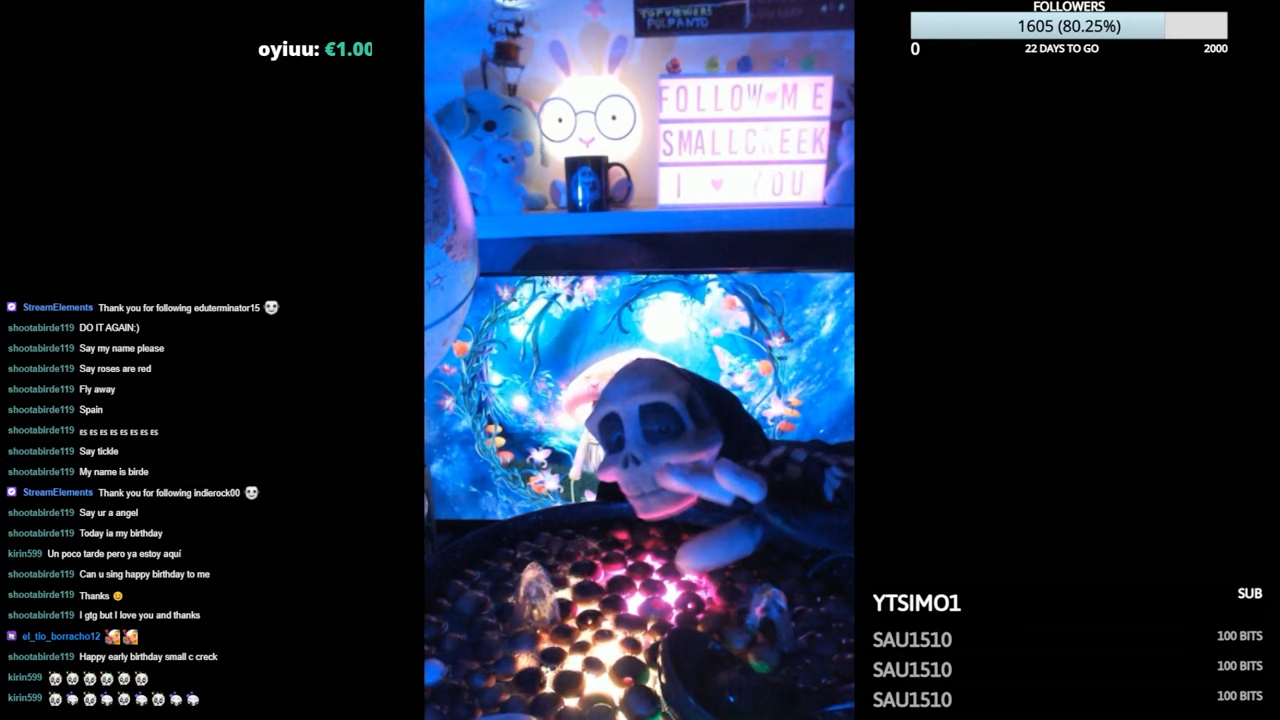 oyiuu: €1.00
StreamElements Thank you for following eduterminator15
shootabirde119 DO IT AGAIN:)
shootabirde119 Say my name please
shootabirde119 Say roses are red
shootabirde119 Fly away
shootabirde119 Spain
shootabirde119 ES ES ES ES ES ES ES ES
shootabirde119 Say tickle
shootabirde119 My name is birde
StreamElements Thank you for following indierock00
shootabirde119 Say ur a angel
shootabirde119 Today ia my birthday
kirin599 Un poco tarde pero ya estoy aquí
shootabirde119 Can u sing happy birthday to me
shootabirde119 Thanks
shootabirde119 I gtg but I love you and thanks
el_tio_borracho12
shootabirde119 Happy early birthday small c creck
kirin599
kirin599
PULPANTO
FOLLOW♥ME
SMALLCREEK
I ♥ YOU
FOLLOWERS
1605 (80.25%)
0 22 DAYS TO GO 2000
YTSIMO1 SUB
SAU1510 100 BITS
SAU1510 100 BITS
SAU1510 100 BITS